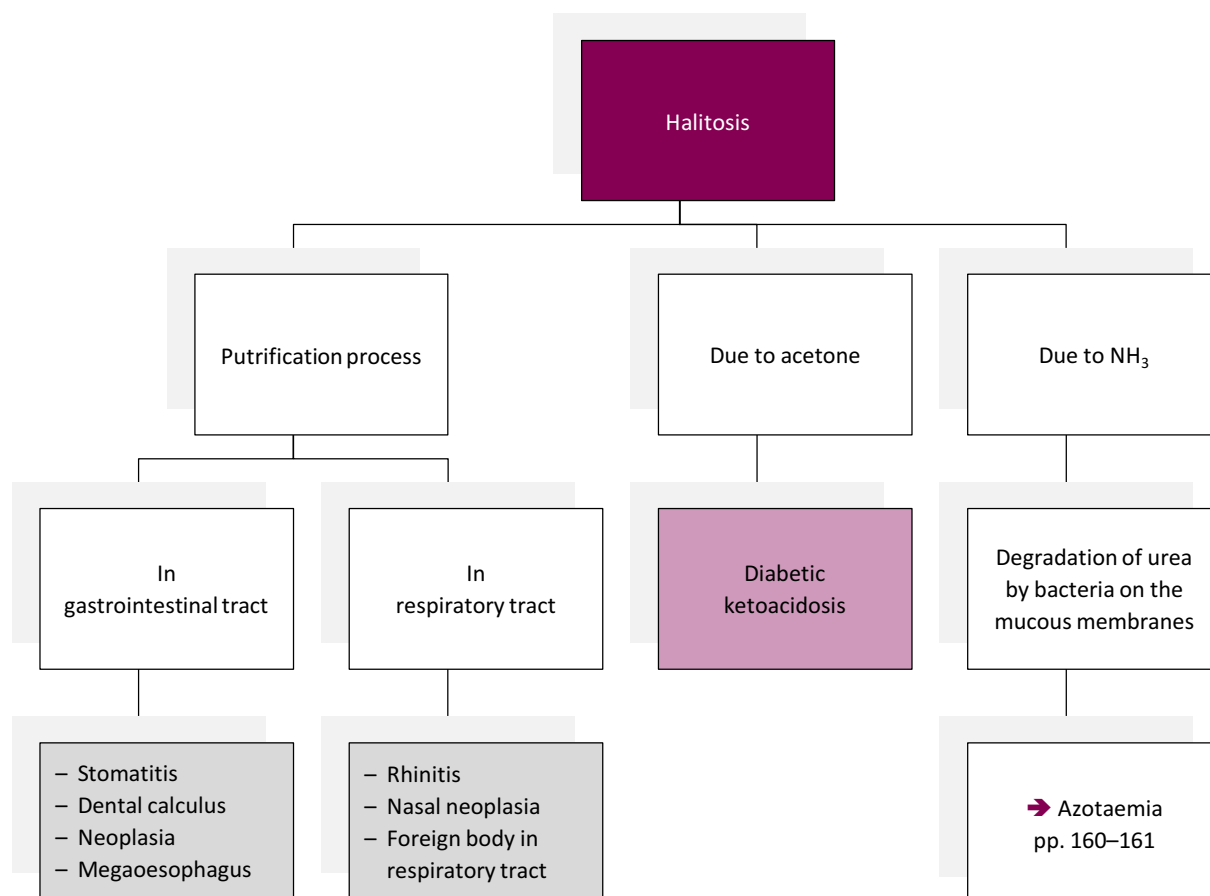 Halitosis
Putrification process
Due to acetone
Due to NH₃
In
gastrointestinal tract
In
respiratory tract
Diabetic
ketoacidosis
Degradation of urea
by bacteria on the
mucous membranes
– Stomatitis
– Dental calculus
– Neoplasia
– Megaoesophagus
– Rhinitis
– Nasal neoplasia
– Foreign body in
respiratory tract
➔ Azotaemia
pp. 160–161